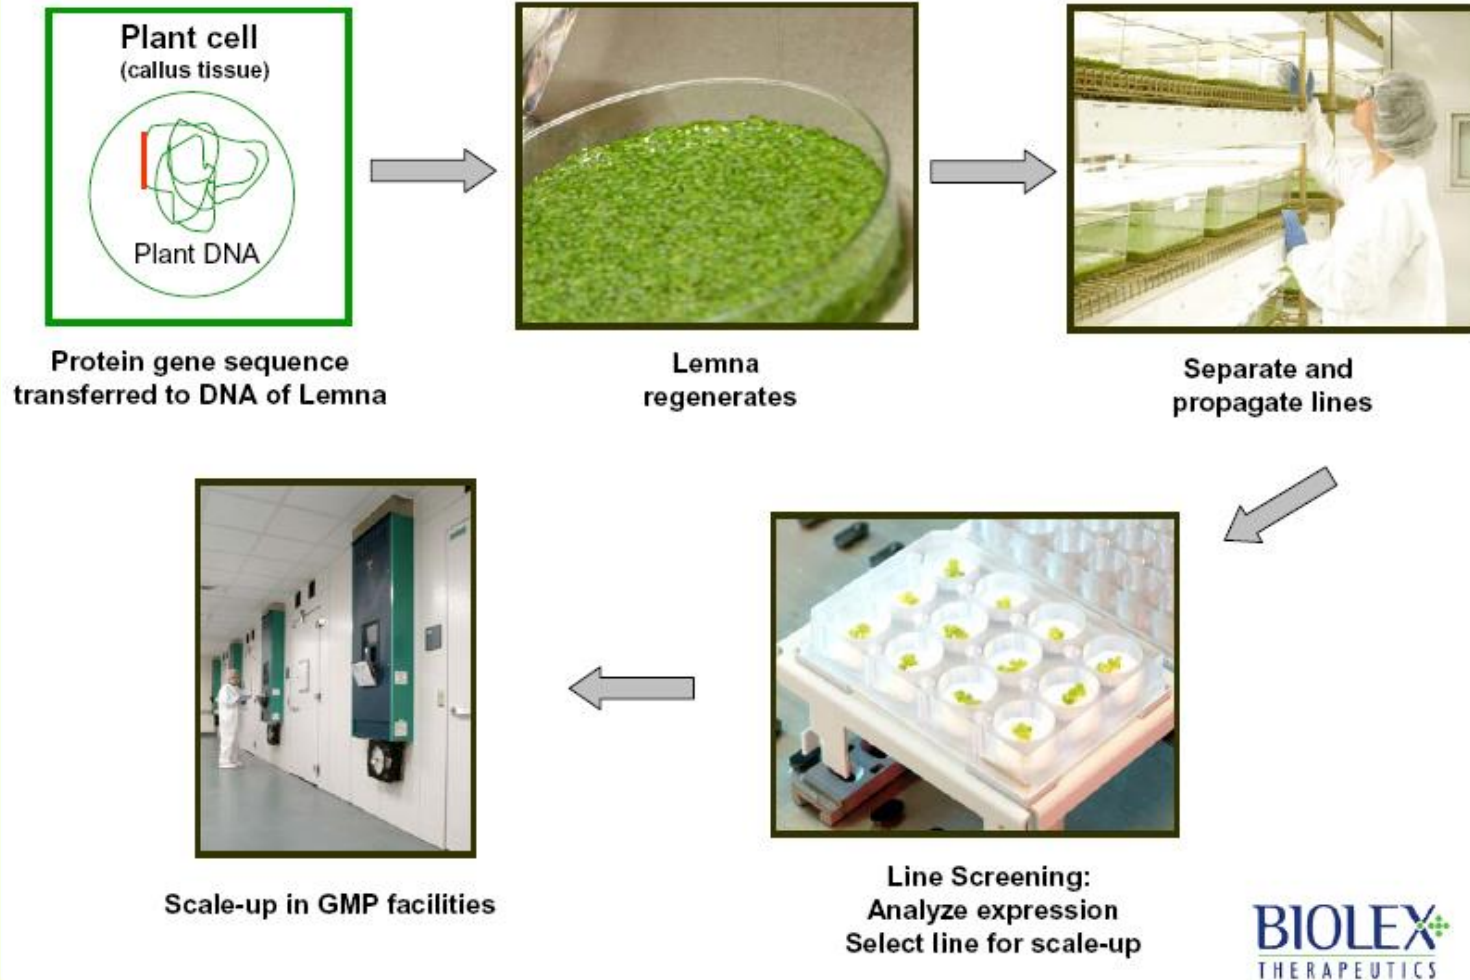 Plant cell
(callus tissue)
Plant DNA
Protein gene sequence
transferred to DNA of Lemna
Lemna
regenerates
Separate and
propagate lines
Line Screening:
Analyze expression
Select line for scale-up
Scale-up in GMP facilities
BIOLEX
THERAPEUTICS